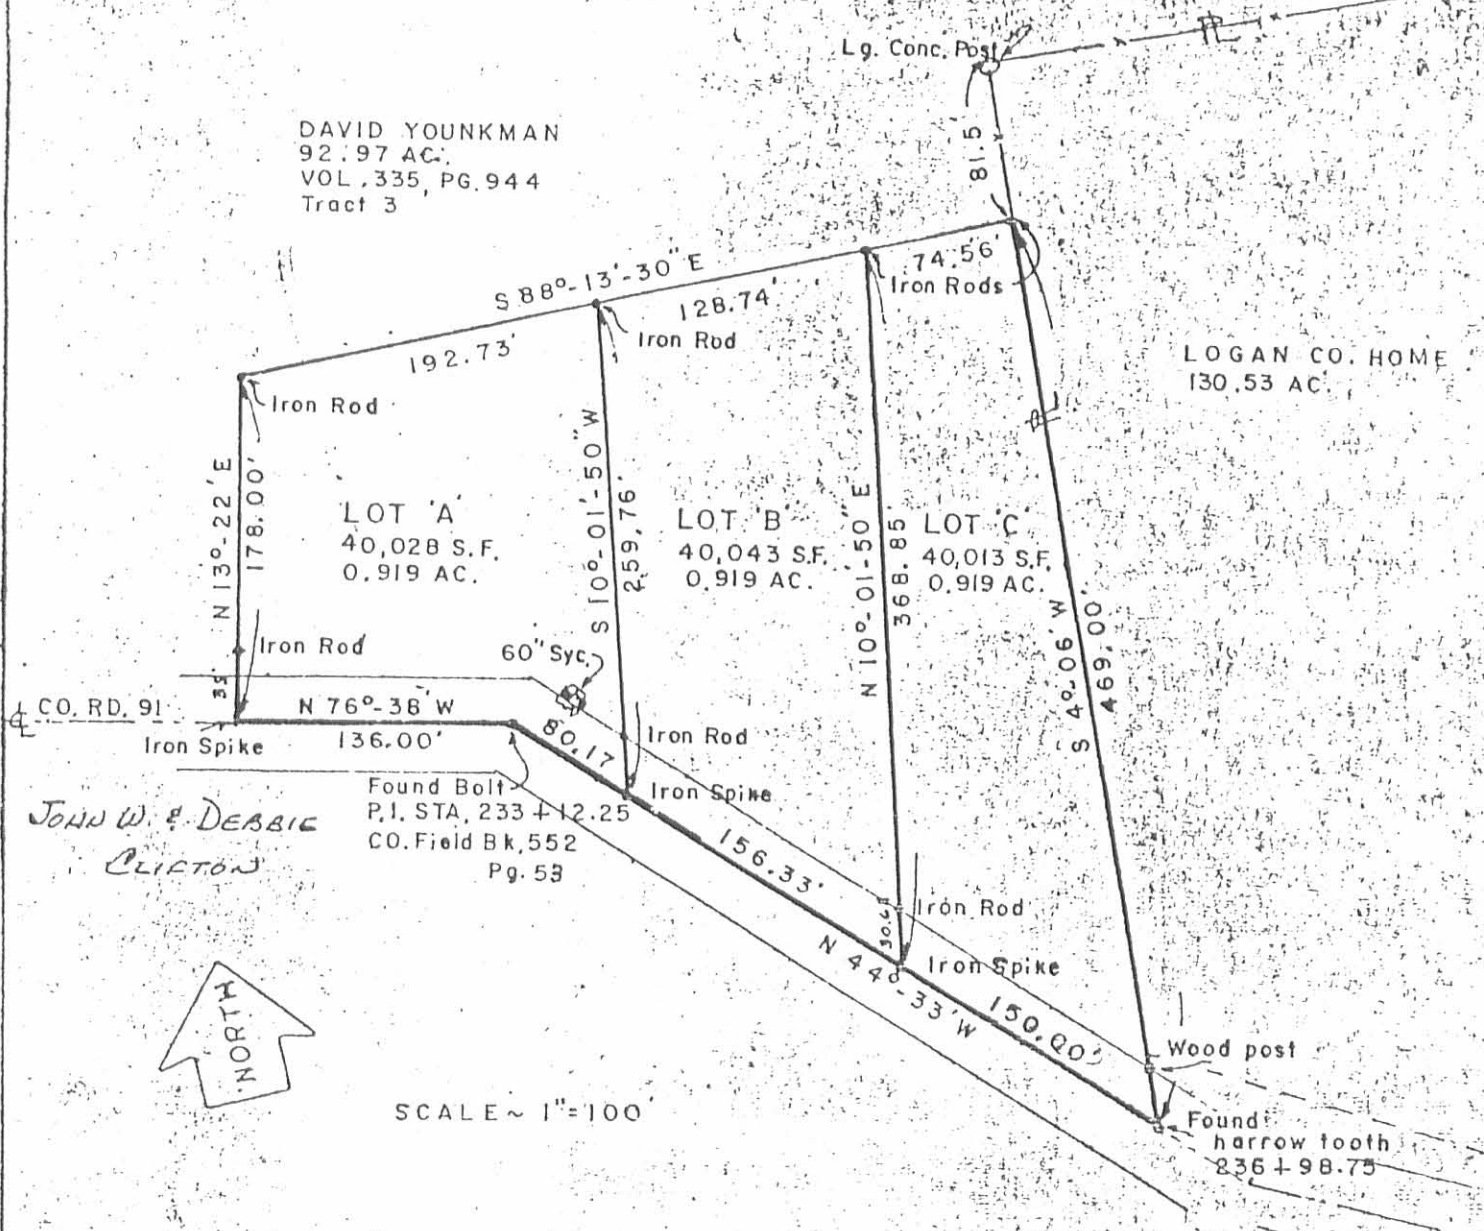 Lg. Conc. Post
PL
DAVID YOUNKMAN
92.97 AC.
VOL. 335, PG. 944
Tract 3
81.5'
S 88°-13'-30" E
192.73'
128.74'
74.56'
Iron Rods
Iron Rod
Iron Rod
LOGAN CO. HOME
130.53 AC.
PL
N 13°-22' E
178.00'
LOT 'A'
40,028 S.F.
0.919 AC.
S 10°-01'-50" W
259.76'
LOT 'B'
40,043 S.F.
0.919 AC.
N 10°-01-50" E
368.85'
LOT 'C'
40,013 S.F.
0.919 AC.
S 4°-06' W
469.00'
Iron Rod
35'
60" Syc.
CL CO. RD. 91
N 76°-38' W
136.00'
Iron Spike
80.17
Iron Rod
Iron Spike
Found Bolt
P.I. STA, 233+12.25
CO. Field Bk, 552
Pg. 53
JOHN W. & DEBBIE
CLIFTON
156.33'
30.61
Iron Rod
Iron Spike
N 44°-33' W
150.00'
Wood post
Found
harrow tooth
236+98.75
NORTH
SCALE ~ 1"=100'